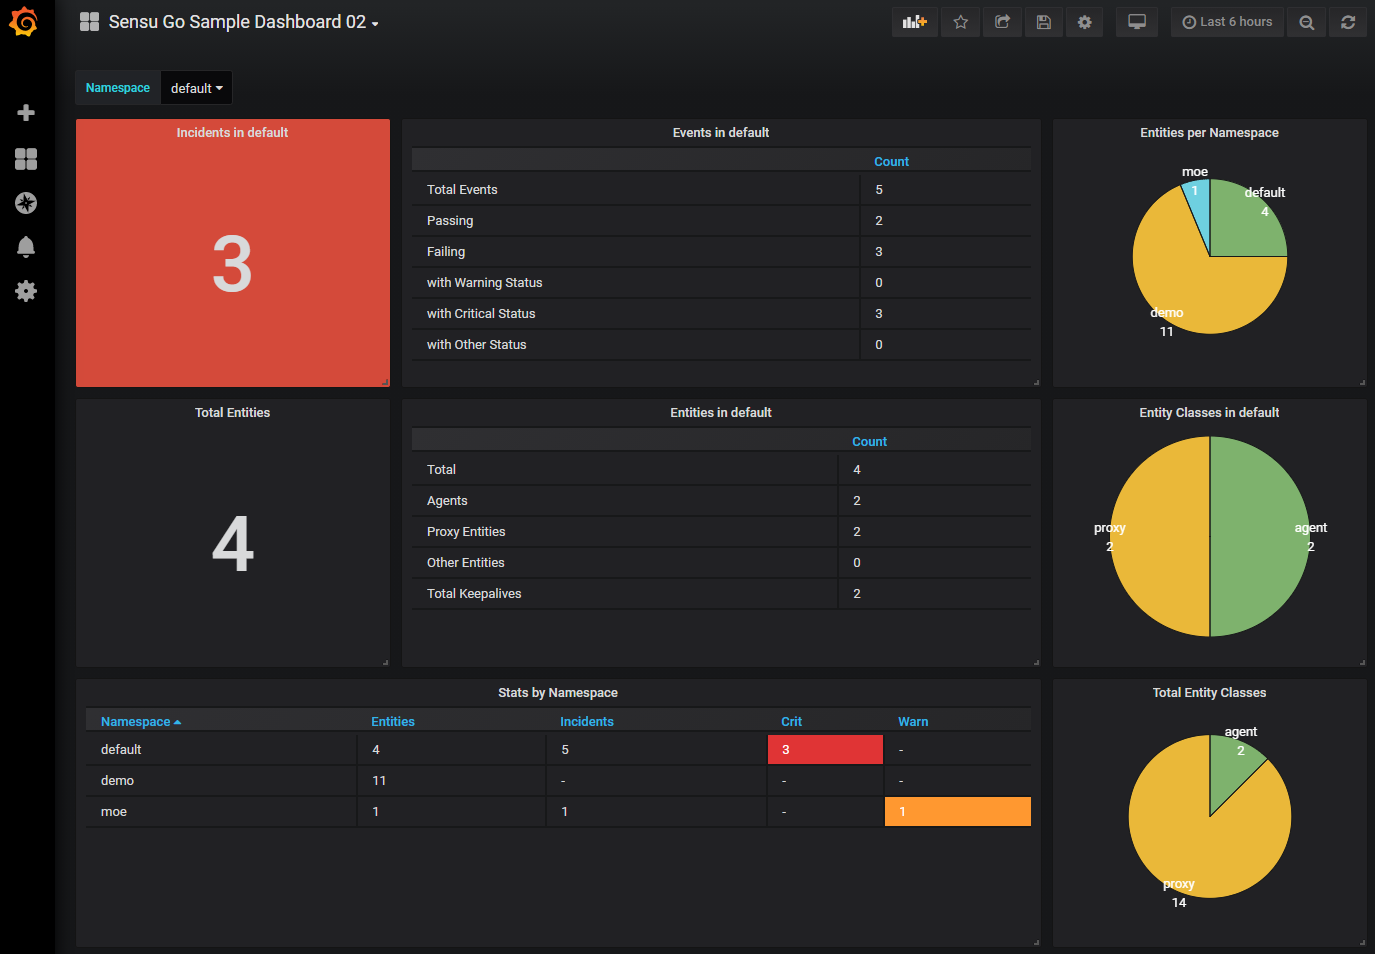 Sensu Go Sample Dashboard 02
Last 6 hours
Namespace default
Incidents in default
3
Events in default
Count
Total Events 5
Passing 2
Failing 3
with Warning Status 0
with Critical Status 3
with Other Status 0
Entities per Namespace
moe
1
default
4
demo
11
Total Entities
4
Entities in default
Count
Total 4
Agents 2
Proxy Entities 2
Other Entities 0
Total Keepalives 2
Entity Classes in default
proxy
2
agent
2
Stats by Namespace
Namespace Entities Incidents Crit Warn
default 4 5 3 -
demo 11 - - -
moe 1 1 - 1
Total Entity Classes
agent
2
proxy
14